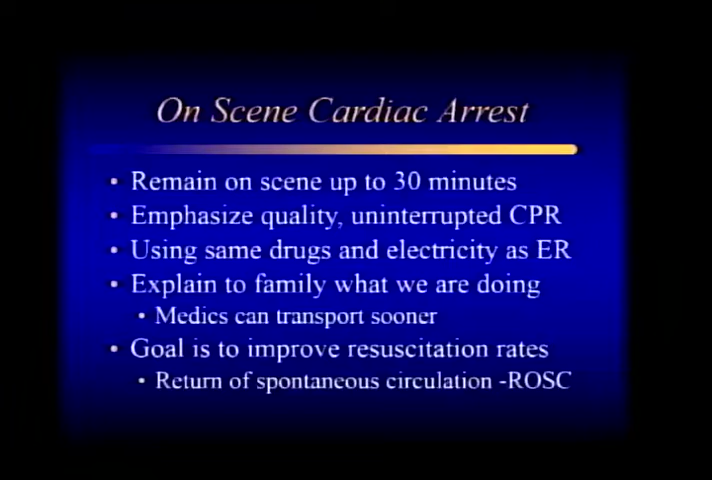 On Scene Cardiac Arrest
• Remain on scene up to 30 minutes
• Emphasize quality, uninterrupted CPR
• Using same drugs and electricity as ER
• Explain to family what we are doing
• Medics can transport sooner
• Goal is to improve resuscitation rates
• Return of spontaneous circulation -ROSC